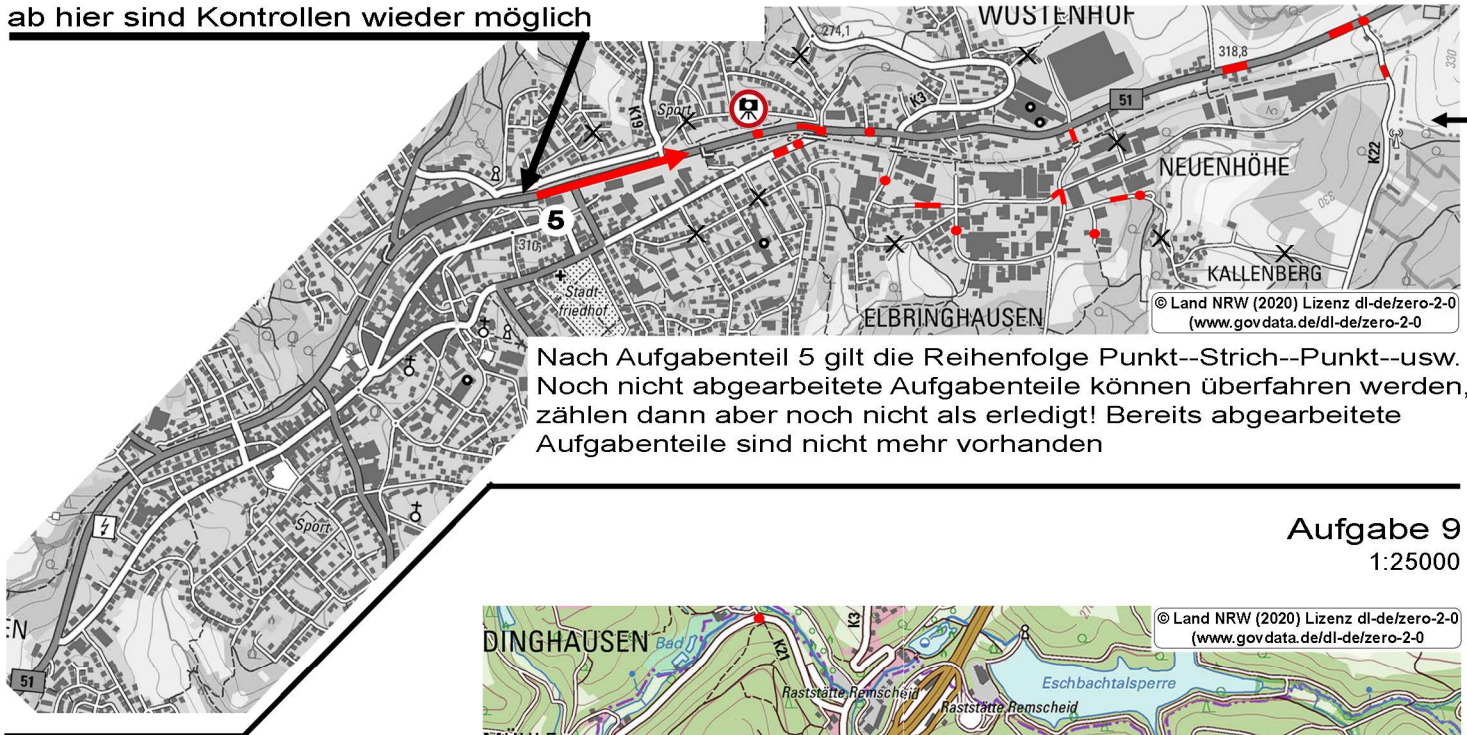 ab hier sind Kontrollen wieder möglich
WÜSTENHOF
274,1
318,8
330
K19
Sport
K3
51
K22
NEUENHÖHE
5
310
Stadt-
friedhof
330
KALLENBERG
ELBRINGHAUSEN
© Land NRW (2020) Lizenz dl-de/zero-2-0
(www.govdata.de/dl-de/zero-2-0
Nach Aufgabenteil 5 gilt die Reihenfolge Punkt--Strich--Punkt--usw.
Noch nicht abgearbeitete Aufgabenteile können überfahren werden,
zählen dann aber noch nicht als erledigt! Bereits abgearbeitete
Aufgabenteile sind nicht mehr vorhanden
Sport
EN
51
Aufgabe 9
1:25000
© Land NRW (2020) Lizenz dl-de/zero-2-0
(www.govdata.de/dl-de/zero-2-0
DINGHAUSEN
Bad
K21
K3
Raststätte Remscheid
Raststätte Remscheid
Eschbachtalsperre